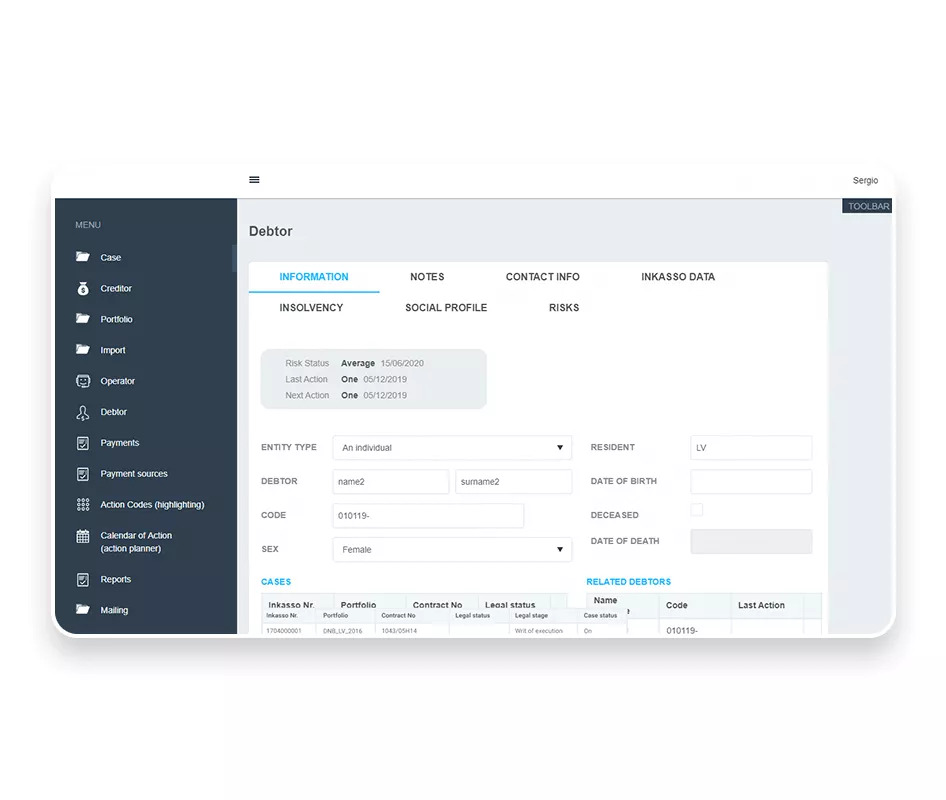 Sergio
TOOLBAR
MENU
Case
Creditor
Portfolio
Import
Operator
Debtor
Payments
Payment sources
Action Codes (highlighting)
Calendar of Action
(action planner)
Reports
Mailing
Debtor
INFORMATION NOTES CONTACT INFO INKASSO DATA
INSOLVENCY SOCIAL PROFILE RISKS
Risk Status Average 15/06/2020
Last Action One 05/12/2019
Next Action One 05/12/2019
ENTITY TYPE An individual RESIDENT LV
DEBTOR name2 surname2 DATE OF BIRTH
CODE 010119- DECEASED
SEX Female DATE OF DEATH
CASES RELATED DEBTORS
Inkasso Nr. Portfolio Contract No Legal status Name Code Last Action
Inkasso Nr. Portfolio Contract No Legal status Legal stage Case status
1704000001 DNB_LV_2016 1043/05H14 Writ of execution On 010119-